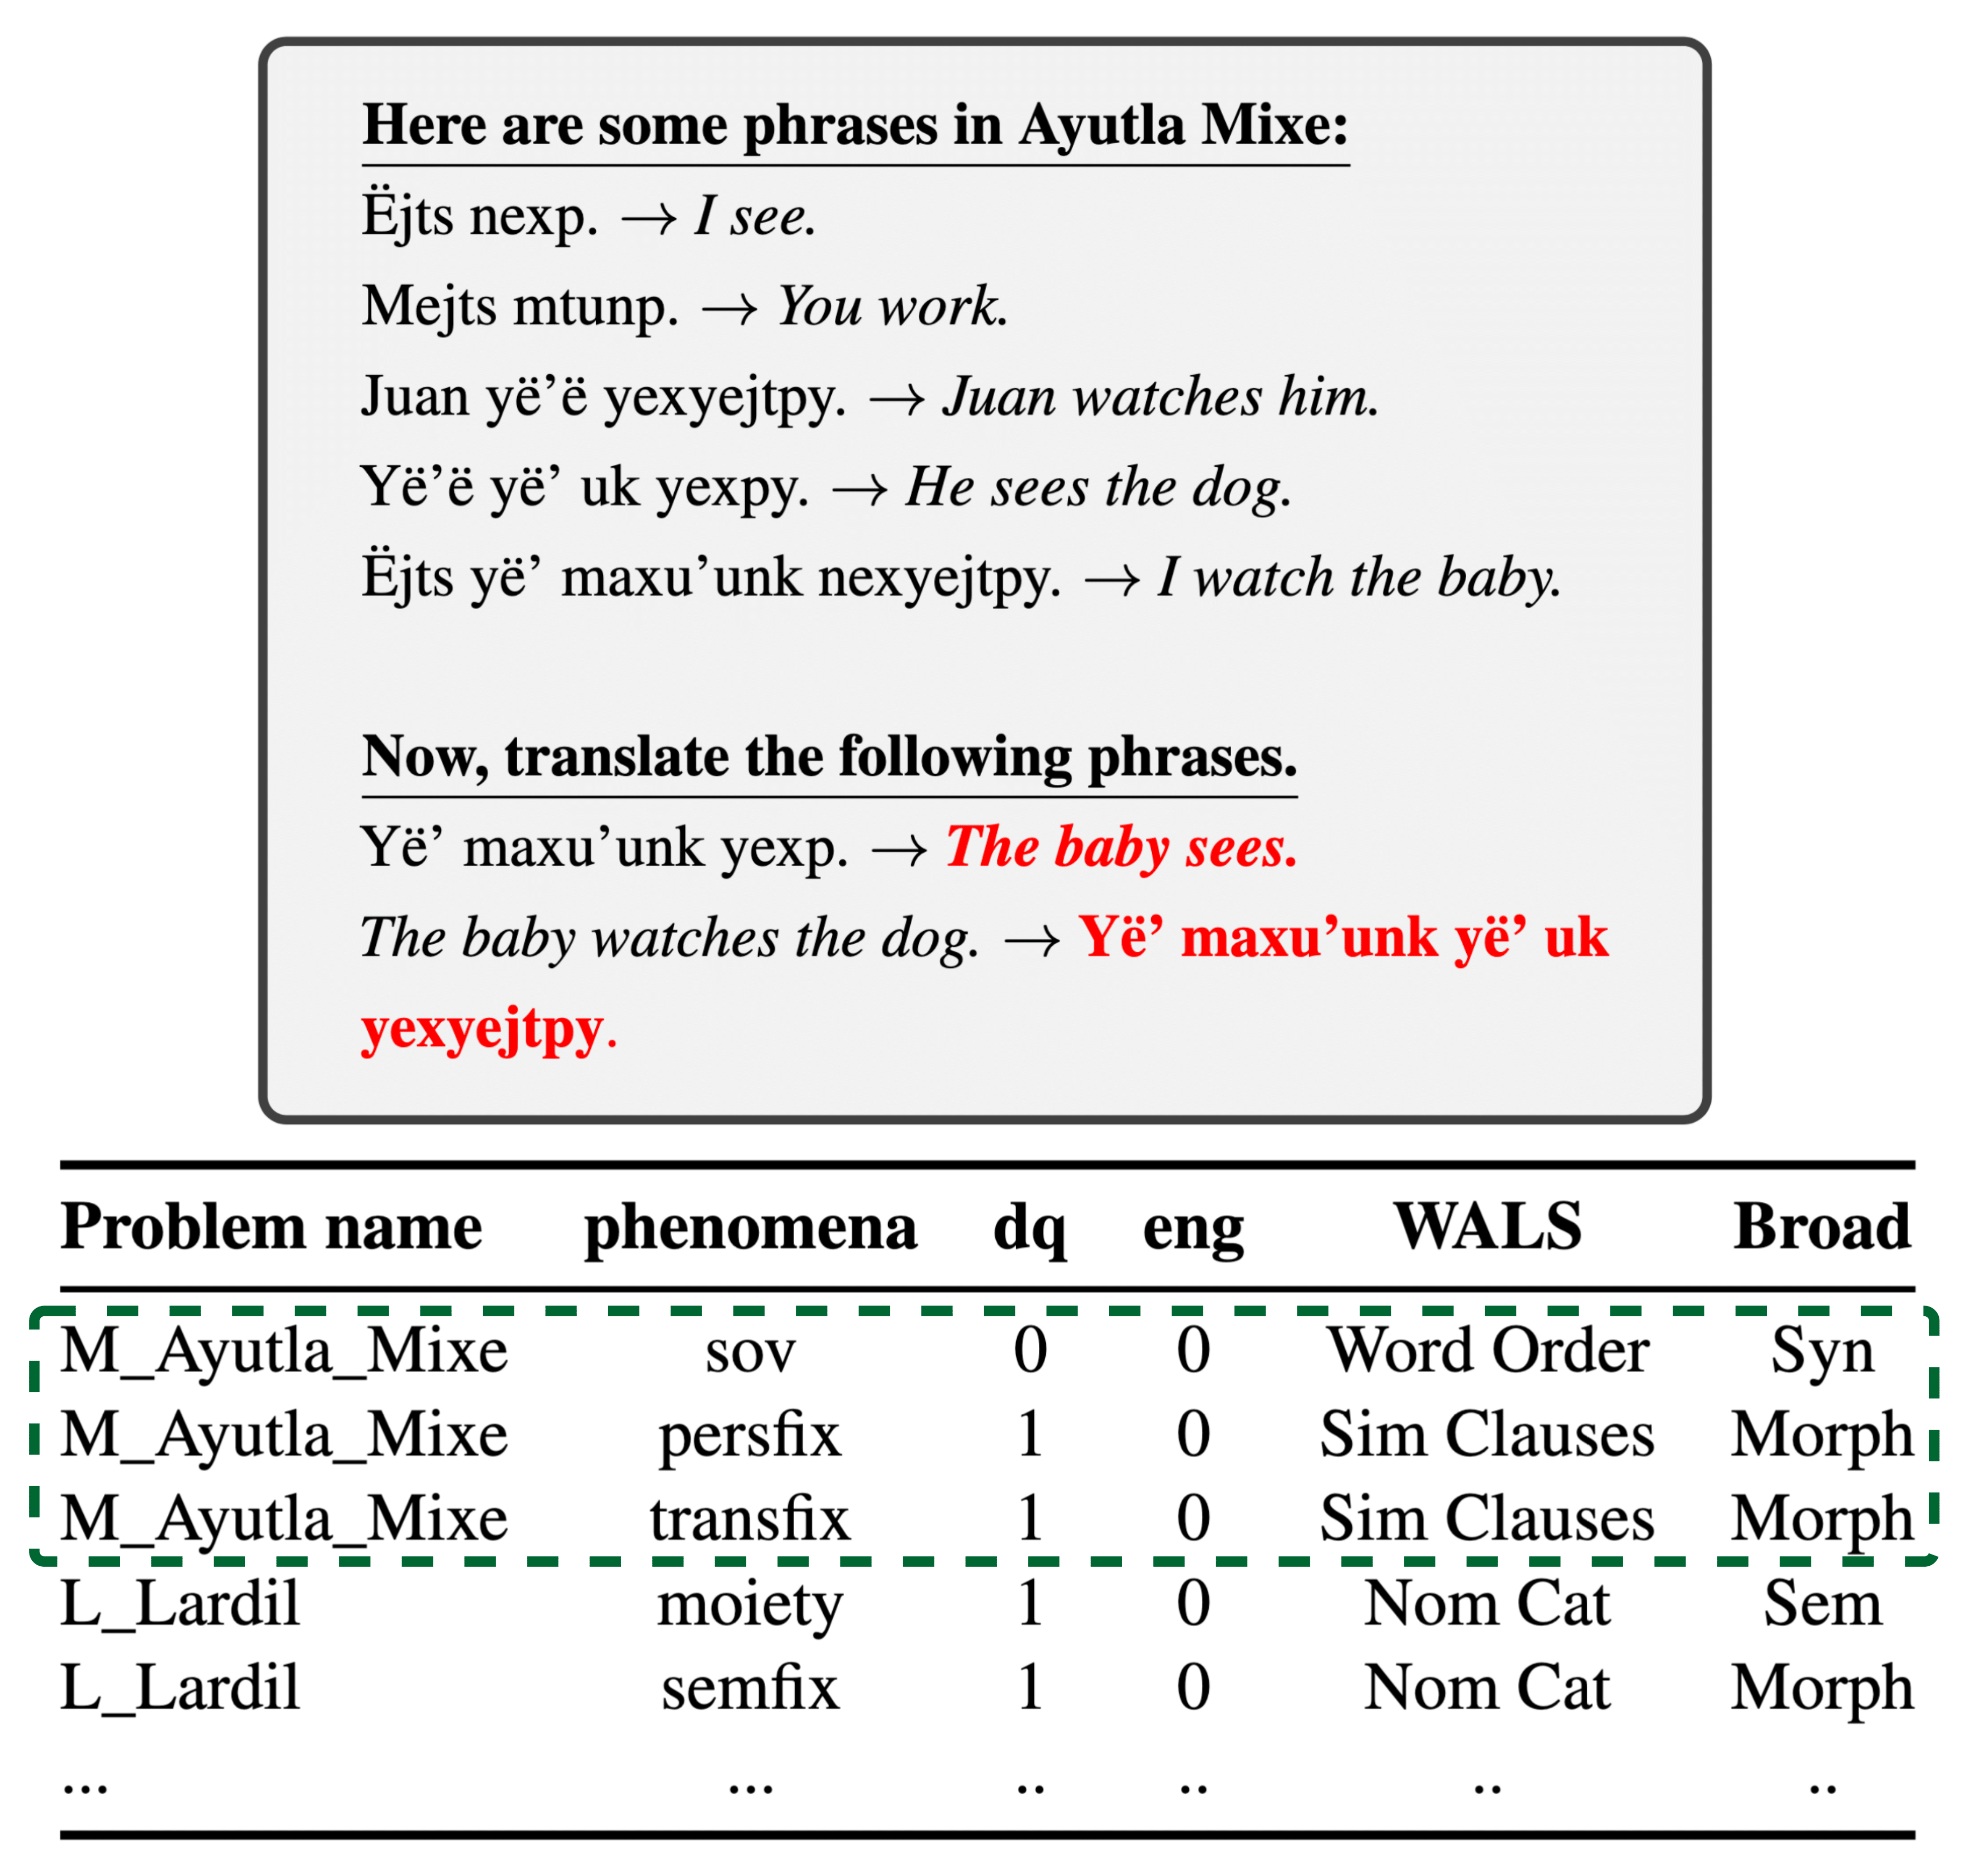 Here are some phrases in Ayutla Mixe:
Ëjts nexp. → I see.
Mejts mtunp. → You work.
Juan yë’ë yexyejtpy. → Juan watches him.
Yë’ë yë’ uk yexpy. → He sees the dog.
Ëjts yë’ maxu’unk nexyejtpy. → I watch the baby.
Now, translate the following phrases.
Yë’ maxu’unk yexp. → The baby sees.
The baby watches the dog. → Yë’ maxu’unk yë’ uk
yexyejtpy.
Problem name phenomena dq eng WALS Broad
M_Ayutla_Mixe sov 0 0 Word Order Syn
M_Ayutla_Mixe persfix 1 0 Sim Clauses Morph
M_Ayutla_Mixe transfix 1 0 Sim Clauses Morph
L_Lardil moiety 1 0 Nom Cat Sem
L_Lardil semfix 1 0 Nom Cat Morph
... ... .. .. .. ..